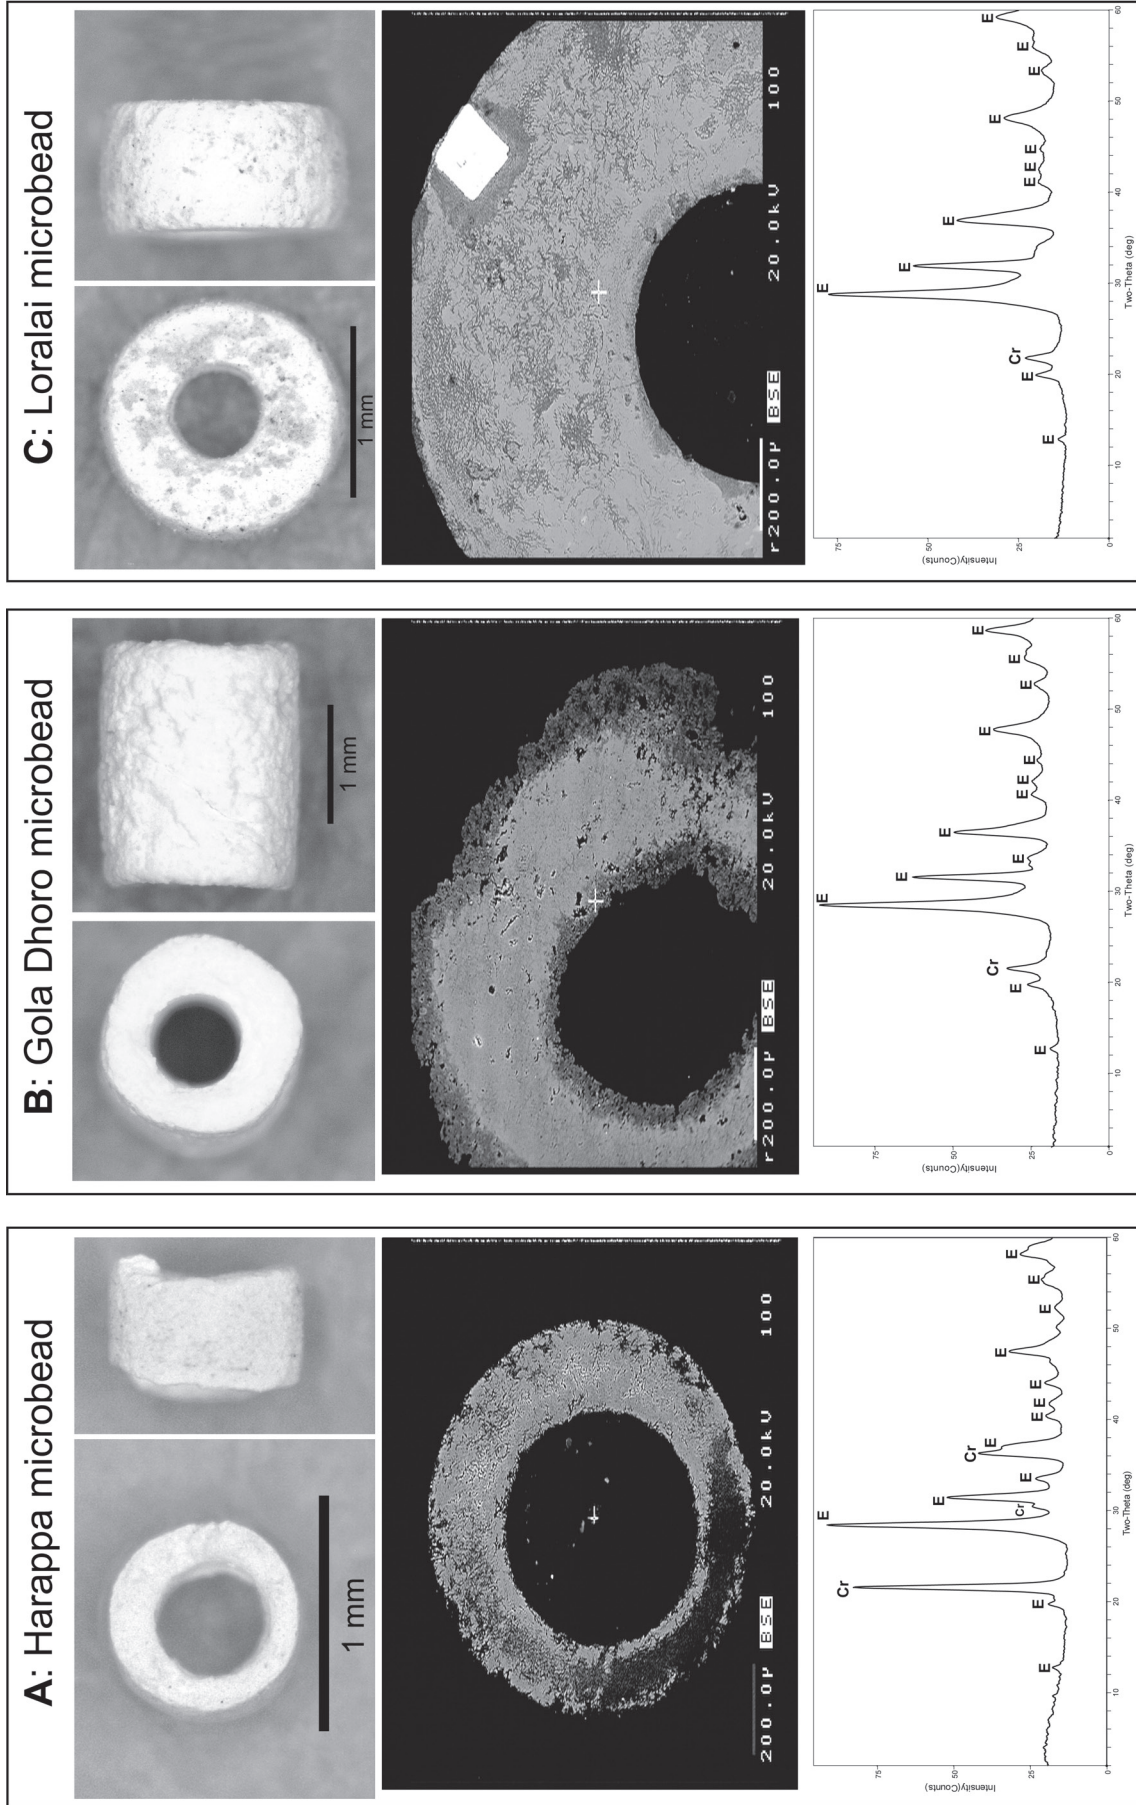 A: Harappa microbead
1 mm
200.0µ BSE 20.0kV 100
Intensity(Counts)
75
50
25
0
E E Cr E Cr E E Cr E E E E E E E E
10 20 30 40 50 60
Two-Theta (deg)
B: Gola Dhoro microbead
1 mm
r200.0µ BSE 20.0kV 100
Intensity(Counts)
75
50
25
0
E E Cr E E E E E E E E E E E
10 20 30 40 50 60
Two-Theta (deg)
C: Loralai microbead
1 mm
r200.0µ BSE 20.0kV 100
Intensity(Counts)
75
50
25
0
E E Cr E E E E E E E E E E
10 20 30 40 50 60
Two-Theta (deg)